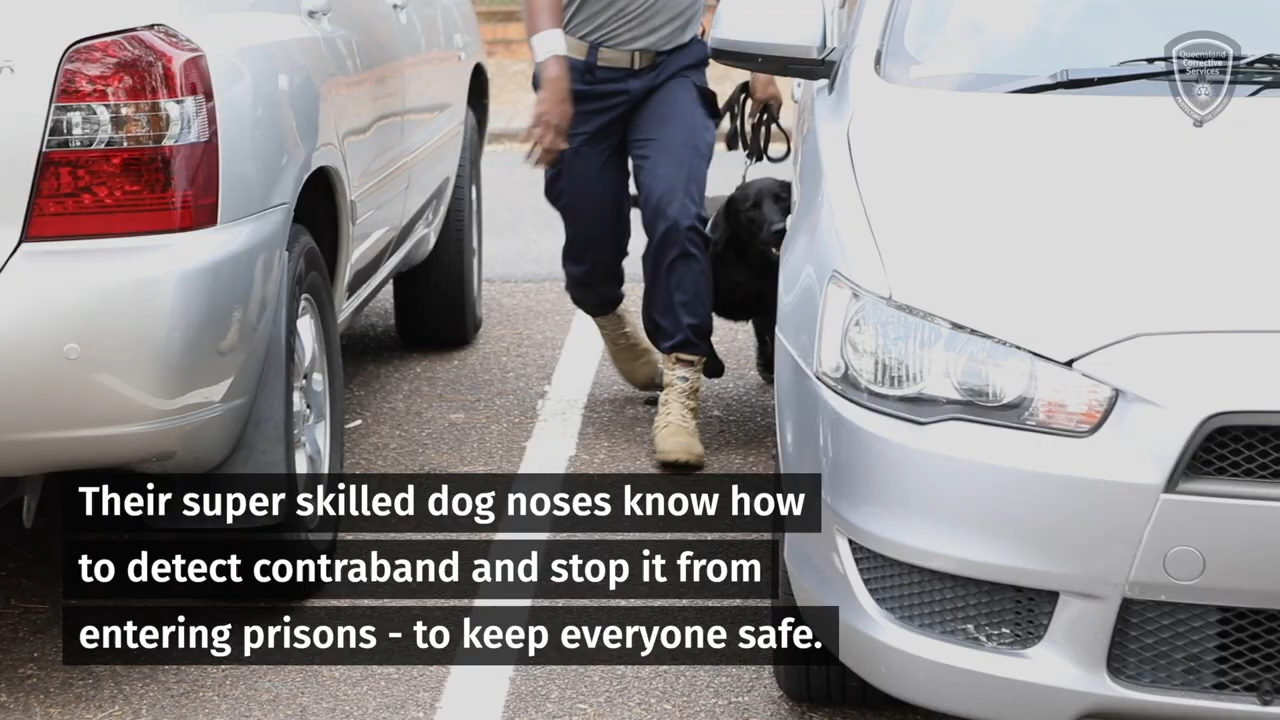 Queensland
Corrective
Services
Their super skilled dog noses know how
to detect contraband and stop it from
entering prisons - to keep everyone safe.